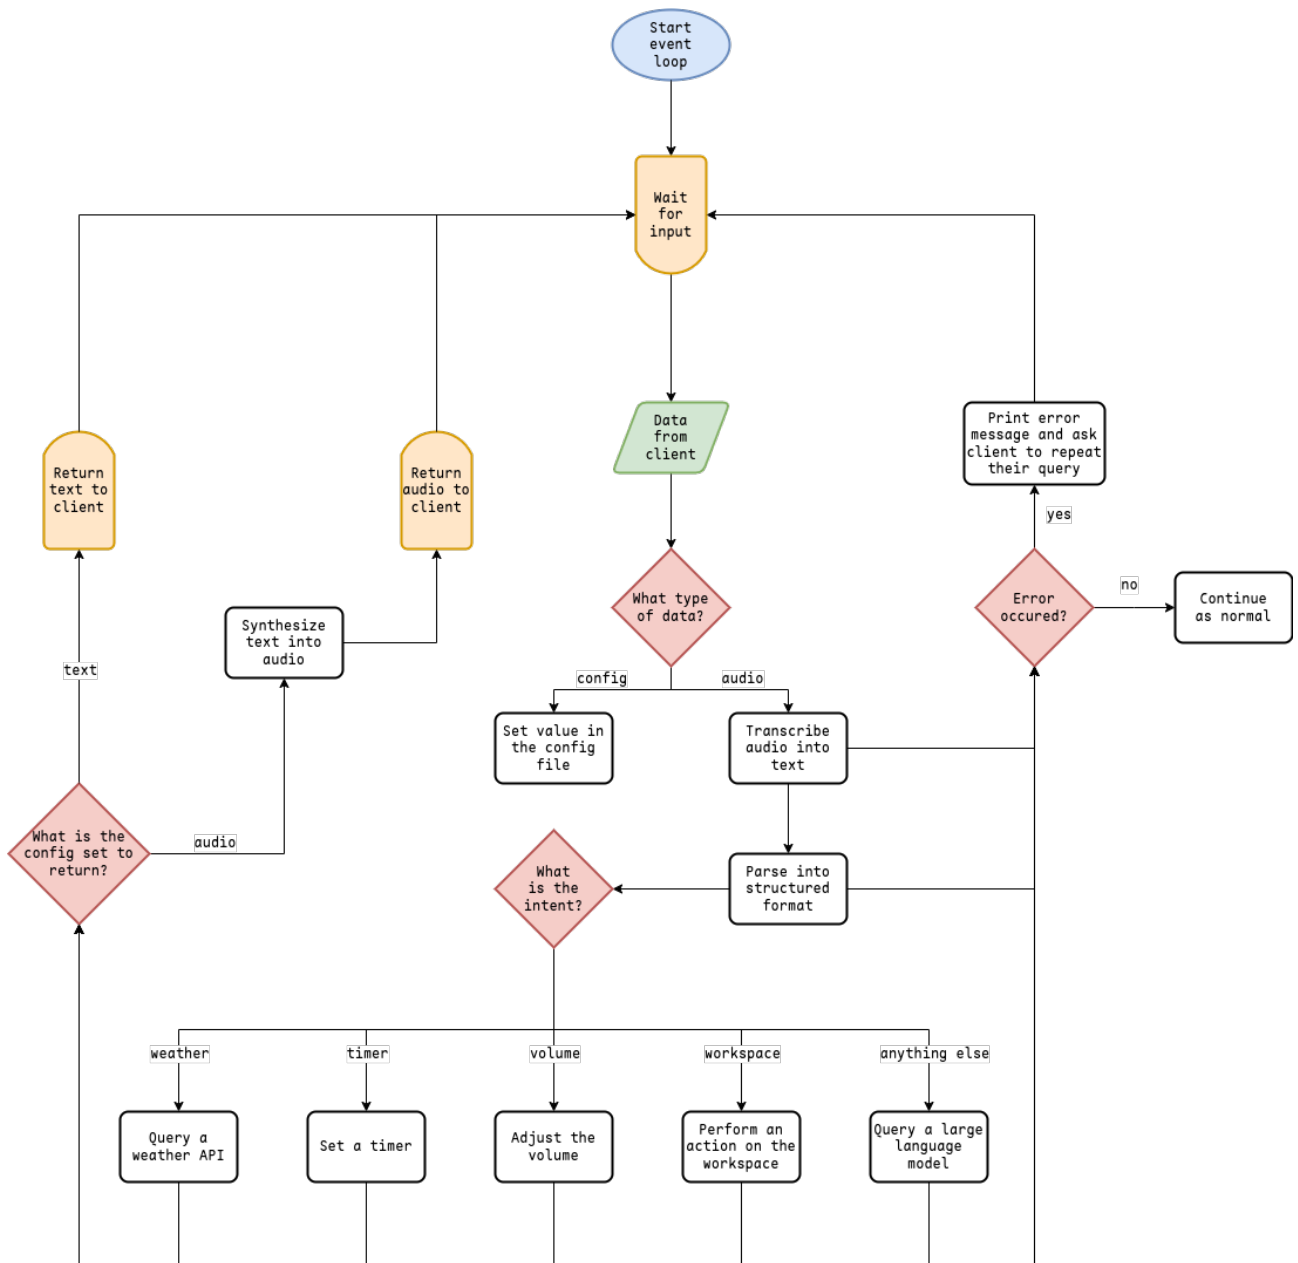 Start
event
loop
Wait
for
input
Data
from
client
Print error
message and ask
client to repeat
their query
Return
text to
client
Return
audio to
client
yes
What type
of data?
Error
occured?
no
Continue
as normal
Synthesize
text into
audio
text
config
audio
Set value in
the config
file
Transcribe
audio into
text
What is the
config set to
return?
audio
What
is the
intent?
Parse into
structured
format
weather
timer
volume
workspace
anything else
Query a
weather API
Set a timer
Adjust the
volume
Perform an
action on the
workspace
Query a large
language
model